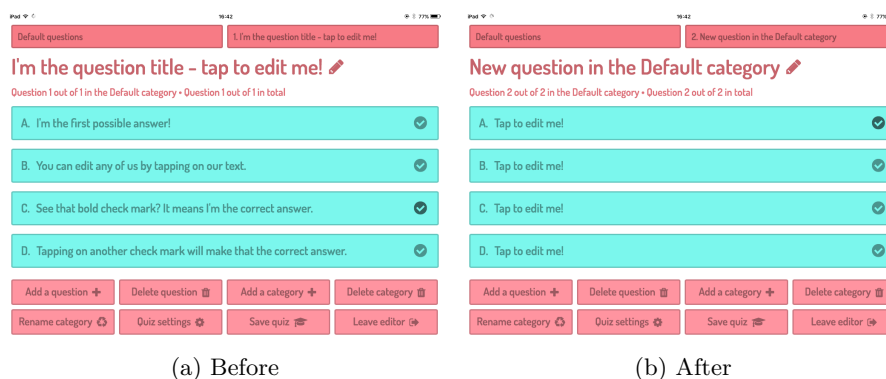 iPad 16:42 77%
Default questions 1. I'm the question title - tap to edit me!
I'm the question title - tap to edit me!
Question 1 out of 1 in the Default category • Question 1 out of 1 in total
A. I'm the first possible answer!
B. You can edit any of us by tapping on our text.
C. See that bold check mark? It means I'm the correct answer.
D. Tapping on another check mark will make that the correct answer.
Add a question Delete question Add a category Delete category
Rename category Quiz settings Save quiz Leave editor
(a) Before
iPad 16:42 77%
Default questions 2. New question in the Default category
New question in the Default category
Question 2 out of 2 in the Default category • Question 2 out of 2 in total
A. Tap to edit me!
B. Tap to edit me!
C. Tap to edit me!
D. Tap to edit me!
Add a question Delete question Add a category Delete category
Rename category Quiz settings Save quiz Leave editor
(b) After